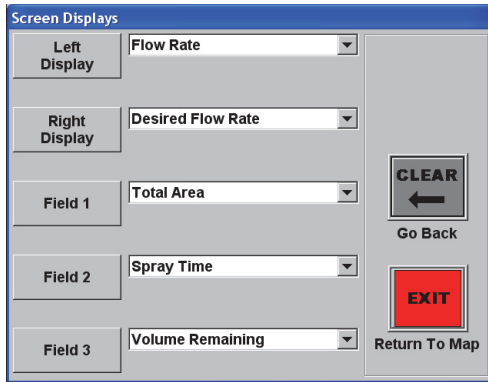 Screen Displays
Left
Display
Flow Rate
Right
Display
Desired Flow Rate
Field 1
Total Area
Field 2
Spray Time
Field 3
Volume Remaining
CLEAR
Go Back
EXIT
Return To Map